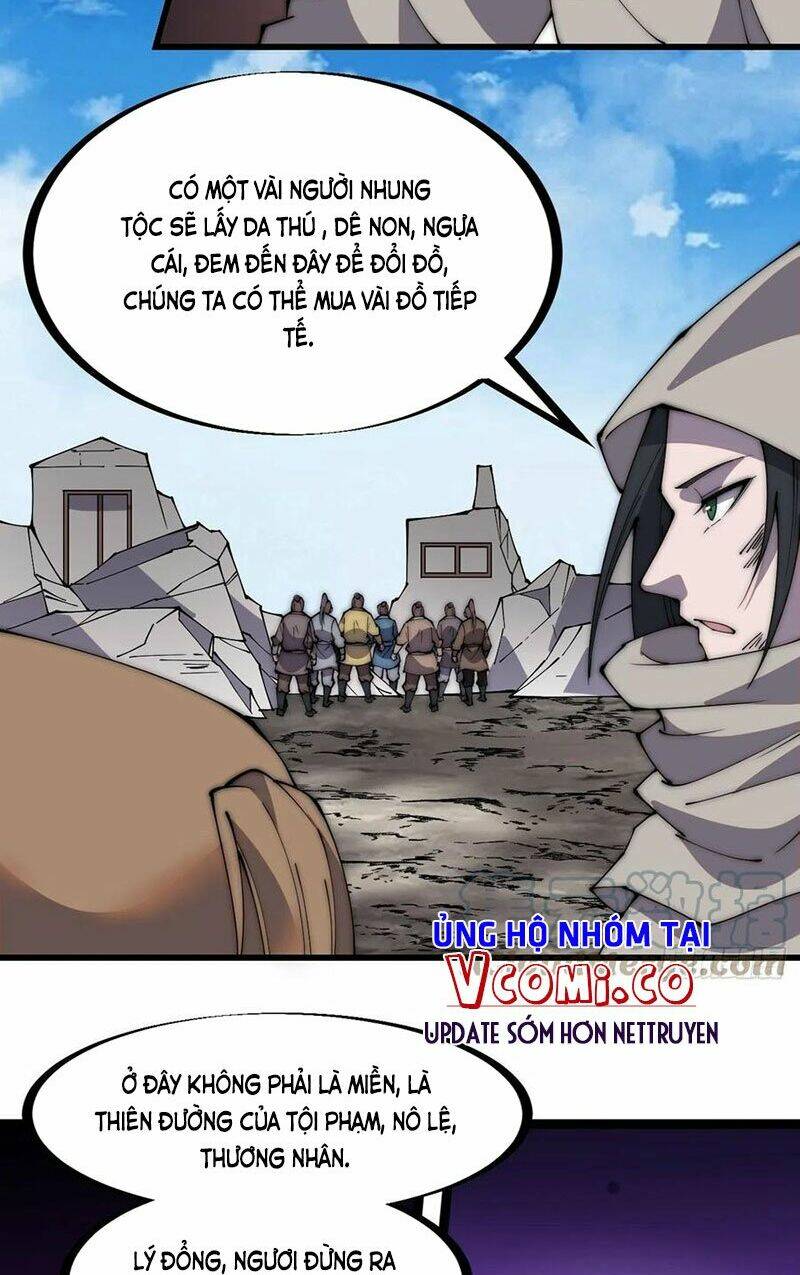 CÓ MỘT VÀI NGƯỜI NHUNG
TỘC SẼ LẤY DA THÚ , DÊ NON, NGỰA
CÁI, ĐEM ĐẾN ĐÂY ĐỂ ĐỔI ĐỒ,
CHÚNG TA CÓ THỂ MUA VÀI ĐỒ TIẾP
TẾ.
ỦNG HỘ NHÓM TẠI
VCOMI.CO
UPDATE SỚM HƠN NETTRUYEN
Ở ĐÂY KHÔNG PHẢI LÀ MIỀN, LÀ
THIÊN ĐƯỜNG CỦA TỘI PHẠM, NÔ LỆ,
THƯƠNG NHÂN.
LÝ ĐỔNG, NGƯƠI ĐỪNG RA